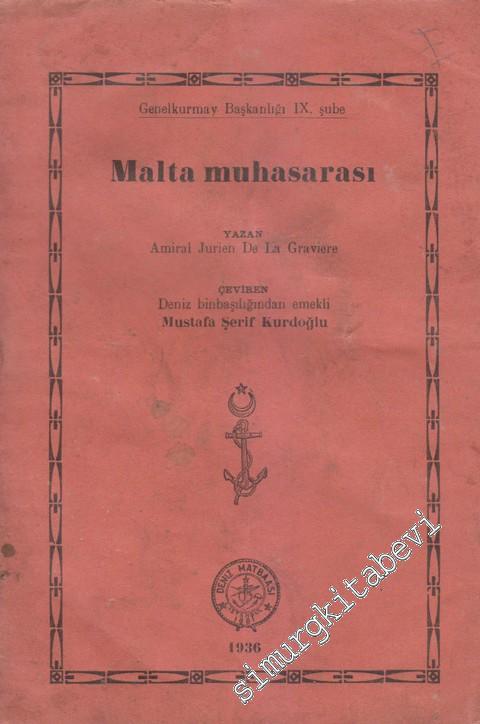 Genelkurmay Başkanlığı IX. şube
Malta muhasarası
YAZAN
Amiral Jurien De La Graviere
ÇEVİREN
Deniz binbaşılığından emekli
Mustafa Şerif Kurdoğlu
DENİZ MATBAASI
1936
simurgkitabevi.com